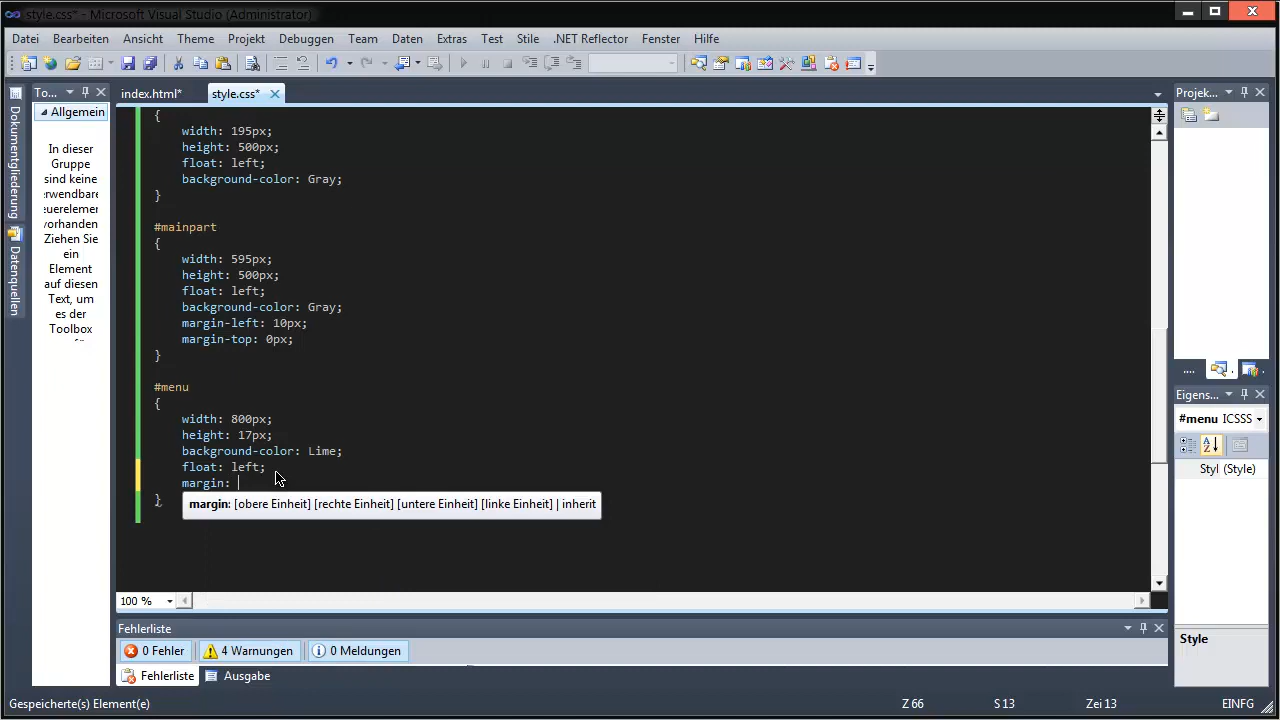 style.css* - Microsoft Visual Studio (Administrator)
Datei Bearbeiten Ansicht Theme Projekt Debuggen Team Daten Extras Test Stile .NET Reflector Fenster Hilfe
To...
Allgemein
In dieser
Gruppe
sind keine
erwendbare
euerelemen
vorhanden
Ziehen Sie
ein
Element
auf diesen
Text, um
es der
Toolbox
Dokumentgliederung
Datenquellen
index.html* style.css*
{
width: 195px;
height: 500px;
float: left;
background-color: Gray;
}
#mainpart
{
width: 595px;
height: 500px;
float: left;
background-color: Gray;
margin-left: 10px;
margin-top: 0px;
}
#menu
{
width: 800px;
height: 17px;
background-color: Lime;
float: left;
margin:
}
margin: [obere Einheit] [rechte Einheit] [untere Einheit] [linke Einheit] | inherit
100 %
Fehlerliste
0 Fehler 4 Warnungen 0 Meldungen
Fehlerliste Ausgabe
Projek...
....
Eigens...
#menu ICSSS
Styl (Style)
Style
Gespeicherte(s) Element(e) Z 66 S 13 Zei 13 EINFG